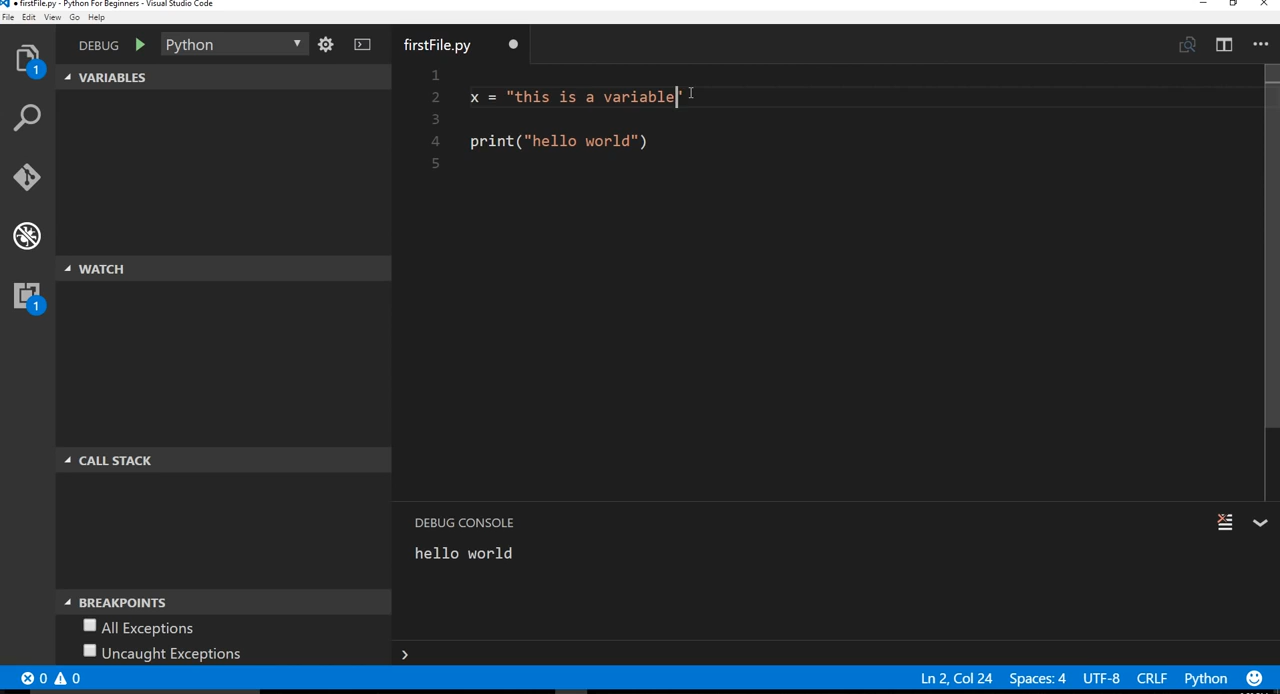 ● firstFile.py - Python For Beginners - Visual Studio Code
File Edit View Go Help
DEBUG Python firstFile.py
1
VARIABLES
1
2 x = "this is a variable"
3
4 print("hello world")
5
WATCH
1
CALL STACK
DEBUG CONSOLE
hello world
BREAKPOINTS
All Exceptions
Uncaught Exceptions
0 0 Ln 2, Col 24 Spaces: 4 UTF-8 CRLF Python